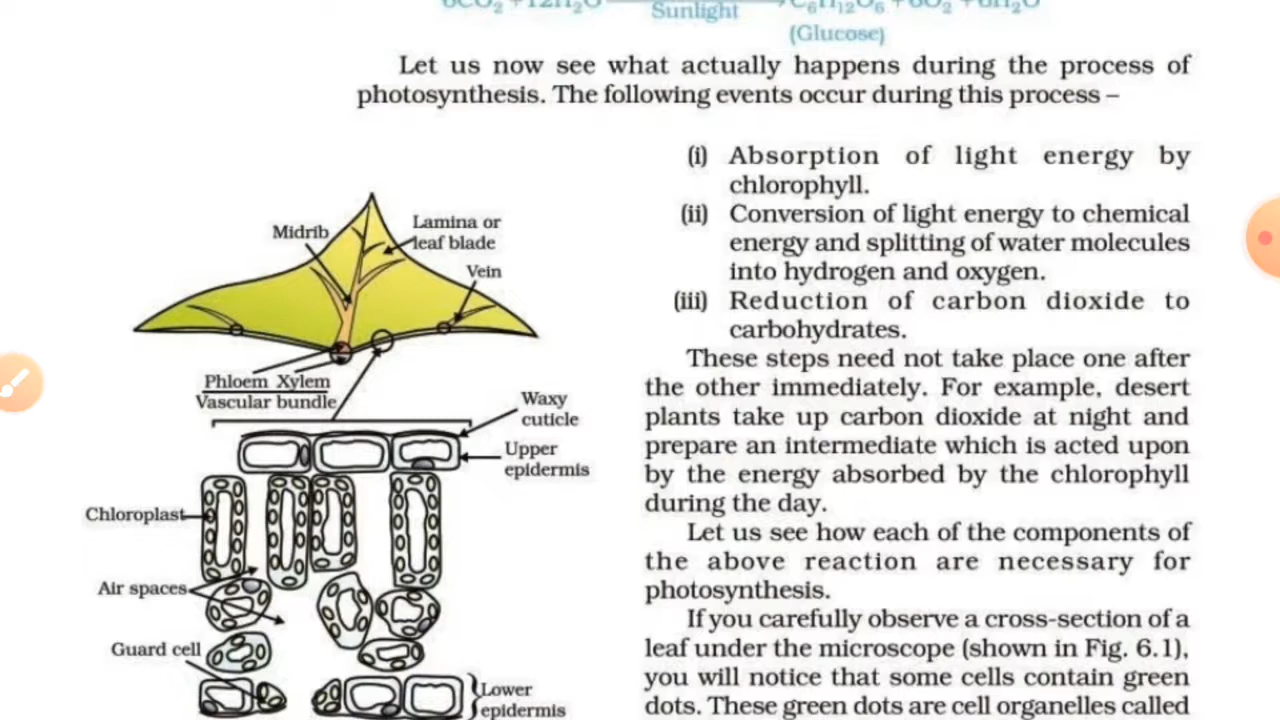 6CO₂ +12H₂O Sunlight C₆H₁₂O₆ +6O₂ +6H₂O
(Glucose)
Let us now see what actually happens during the process of
photosynthesis. The following events occur during this process –
(i) Absorption of light energy by
chlorophyll.
(ii) Conversion of light energy to chemical
energy and splitting of water molecules
into hydrogen and oxygen.
(iii) Reduction of carbon dioxide to
carbohydrates.
These steps need not take place one after
the other immediately. For example, desert
plants take up carbon dioxide at night and
prepare an intermediate which is acted upon
by the energy absorbed by the chlorophyll
during the day.
Let us see how each of the components of
the above reaction are necessary for
photosynthesis.
If you carefully observe a cross-section of a
leaf under the microscope (shown in Fig. 6.1),
you will notice that some cells contain green
dots. These green dots are cell organelles called
Midrib
Lamina or
leaf blade
Vein
Phloem Xylem
Vascular bundle
Waxy
cuticle
Upper
epidermis
Chloroplast
Air spaces
Guard cell
Lower
epidermis